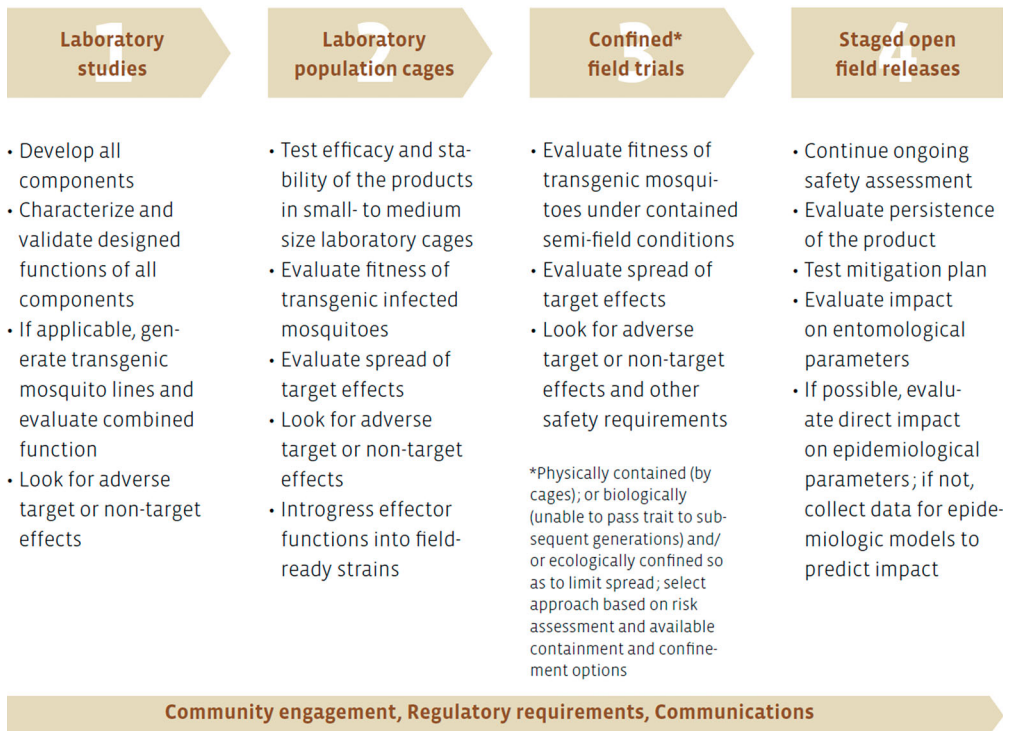 1
Laboratory
studies
• Develop all
components
• Characterize and
validate designed
functions of all
components
• If applicable, gen-
erate transgenic
mosquito lines and
evaluate combined
function
• Look for adverse
target or non-target
effects
2
Laboratory
population cages
• Test efficacy and sta-
bility of the products
in small- to medium
size laboratory cages
• Evaluate fitness of
transgenic infected
mosquitoes
• Evaluate spread of
target effects
• Look for adverse
target or non-target
effects
• Introgress effector
functions into field-
ready strains
3
Confined*
field trials
• Evaluate fitness of
transgenic mosqui-
toes under contained
semi-field conditions
• Evaluate spread of
target effects
• Look for adverse
target or non-target
effects and other
safety requirements
*Physically contained (by
cages); or biologically
(unable to pass trait to sub-
sequent generations) and/
or ecologically confined so
as to limit spread; select
approach based on risk
assessment and available
containment and confine-
ment options
4
Staged open
field releases
• Continue ongoing
safety assessment
• Evaluate persistence
of the product
• Test mitigation plan
• Evaluate impact
on entomological
parameters
• If possible, evalu-
ate direct impact
on epidemiological
parameters; if not,
collect data for epide-
miologic models to
predict impact
Community engagement, Regulatory requirements, Communications